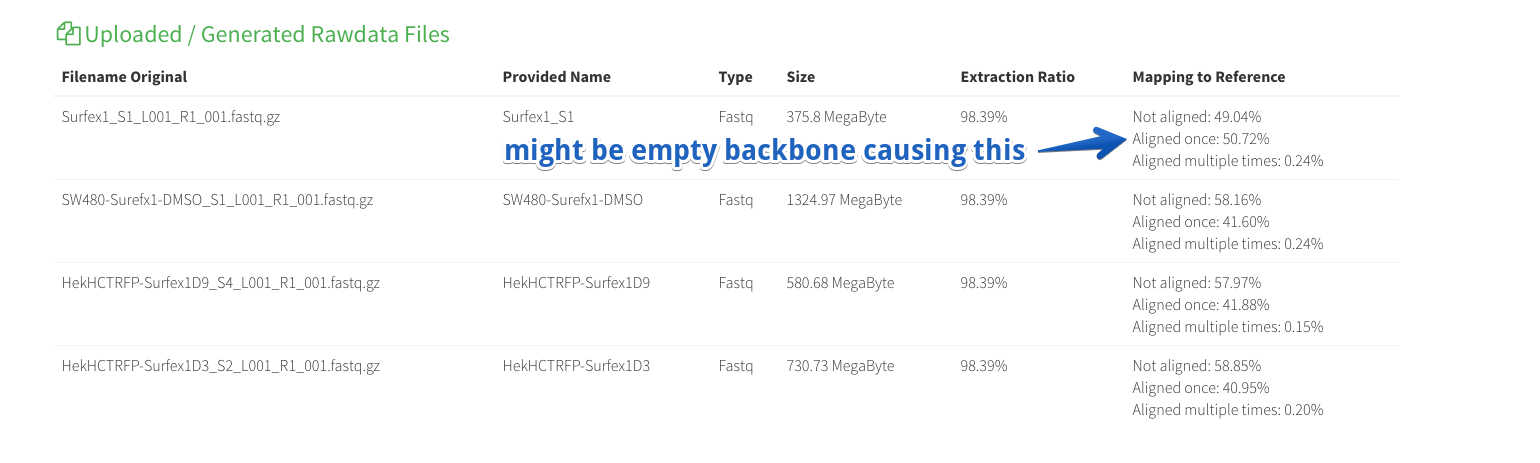 Uploaded / Generated Rawdata Files
Filename Original Provided Name Type Size Extraction Ratio Mapping to Reference
Surfex1_S1_L001_R1_001.fastq.gz Surfex1_S1 Fastq 375.8 MegaByte 98.39% Not aligned: 49.04%
Aligned once: 50.72%
might be empty backbone causing this
Aligned multiple times: 0.24%
SW480-Surefx1-DMSO_S1_L001_R1_001.fastq.gz SW480-Surefx1-DMSO Fastq 1324.97 MegaByte 98.39% Not aligned: 58.16%
Aligned once: 41.60%
Aligned multiple times: 0.24%
HekHCTRFP-Surfex1D9_S4_L001_R1_001.fastq.gz HekHCTRFP-Surfex1D9 Fastq 580.68 MegaByte 98.39% Not aligned: 57.97%
Aligned once: 41.88%
Aligned multiple times: 0.15%
HekHCTRFP-Surfex1D3_S2_L001_R1_001.fastq.gz HekHCTRFP-Surfex1D3 Fastq 730.73 MegaByte 98.39% Not aligned: 58.85%
Aligned once: 40.95%
Aligned multiple times: 0.20%